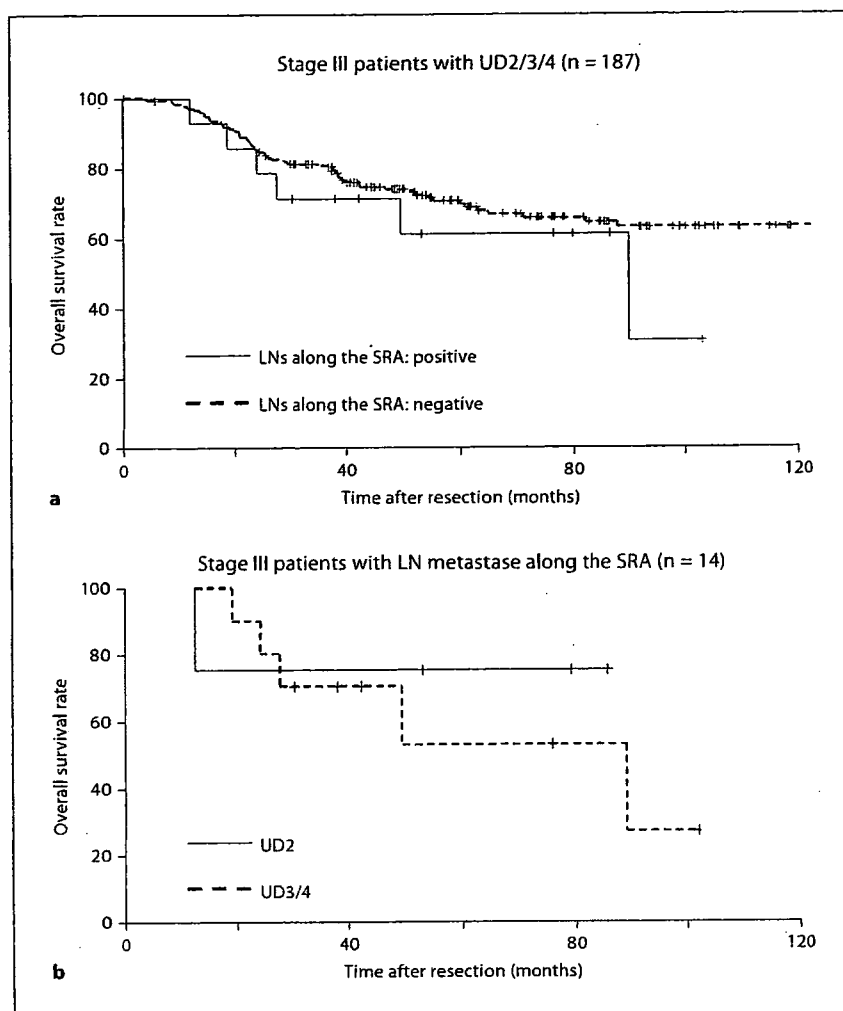 Stage III patients with UD2/3/4 (n = 187)
100
80
60
40
20
0
Overall survival rate
LNs along the SRA: positive
LNs along the SRA: negative
0
40
80
120
Time after resection (months)
a
Stage III patients with LN metastase along the SRA (n = 14)
100
80
60
40
20
0
Overall survival rate
UD2
UD3/4
0
40
80
120
Time after resection (months)
b